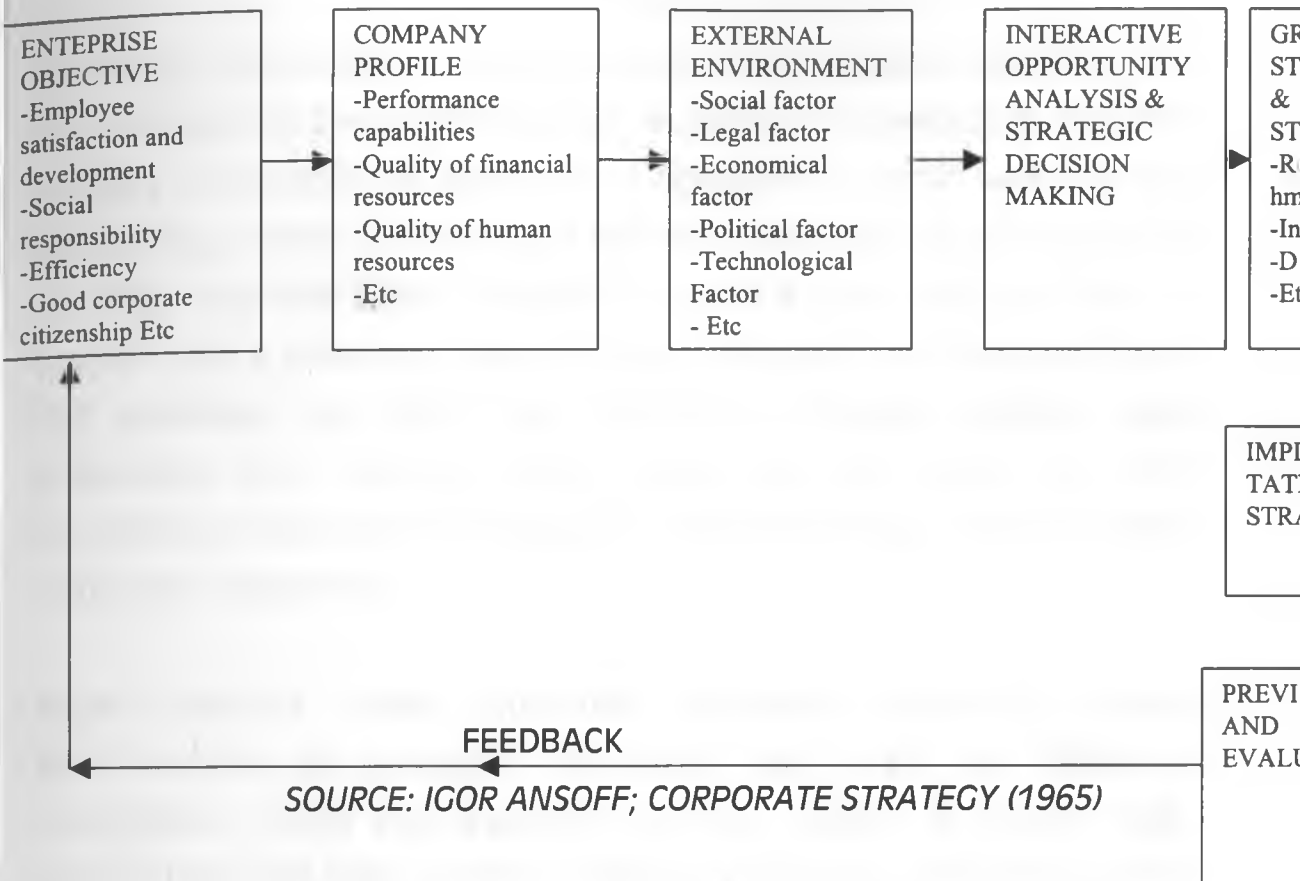 ENTEPRISE
OBJECTIVE
-Employee
satisfaction and
development
-Social
responsibility
-Efficiency
-Good corporate
citizenship Etc
COMPANY
PROFILE
-Performance
capabilities
-Quality of financial
resources
-Quality of human
resources
-Etc
EXTERNAL
ENVIRONMENT
-Social factor
-Legal factor
-Economical
factor
-Political factor
-Technological
Factor
- Etc
INTERACTIVE
OPPORTUNITY
ANALYSIS &
STRATEGIC
DECISION
MAKING
&
AND
FEEDBACK
SOURCE: IGOR ANSOFF; CORPORATE STRATEGY (1965)